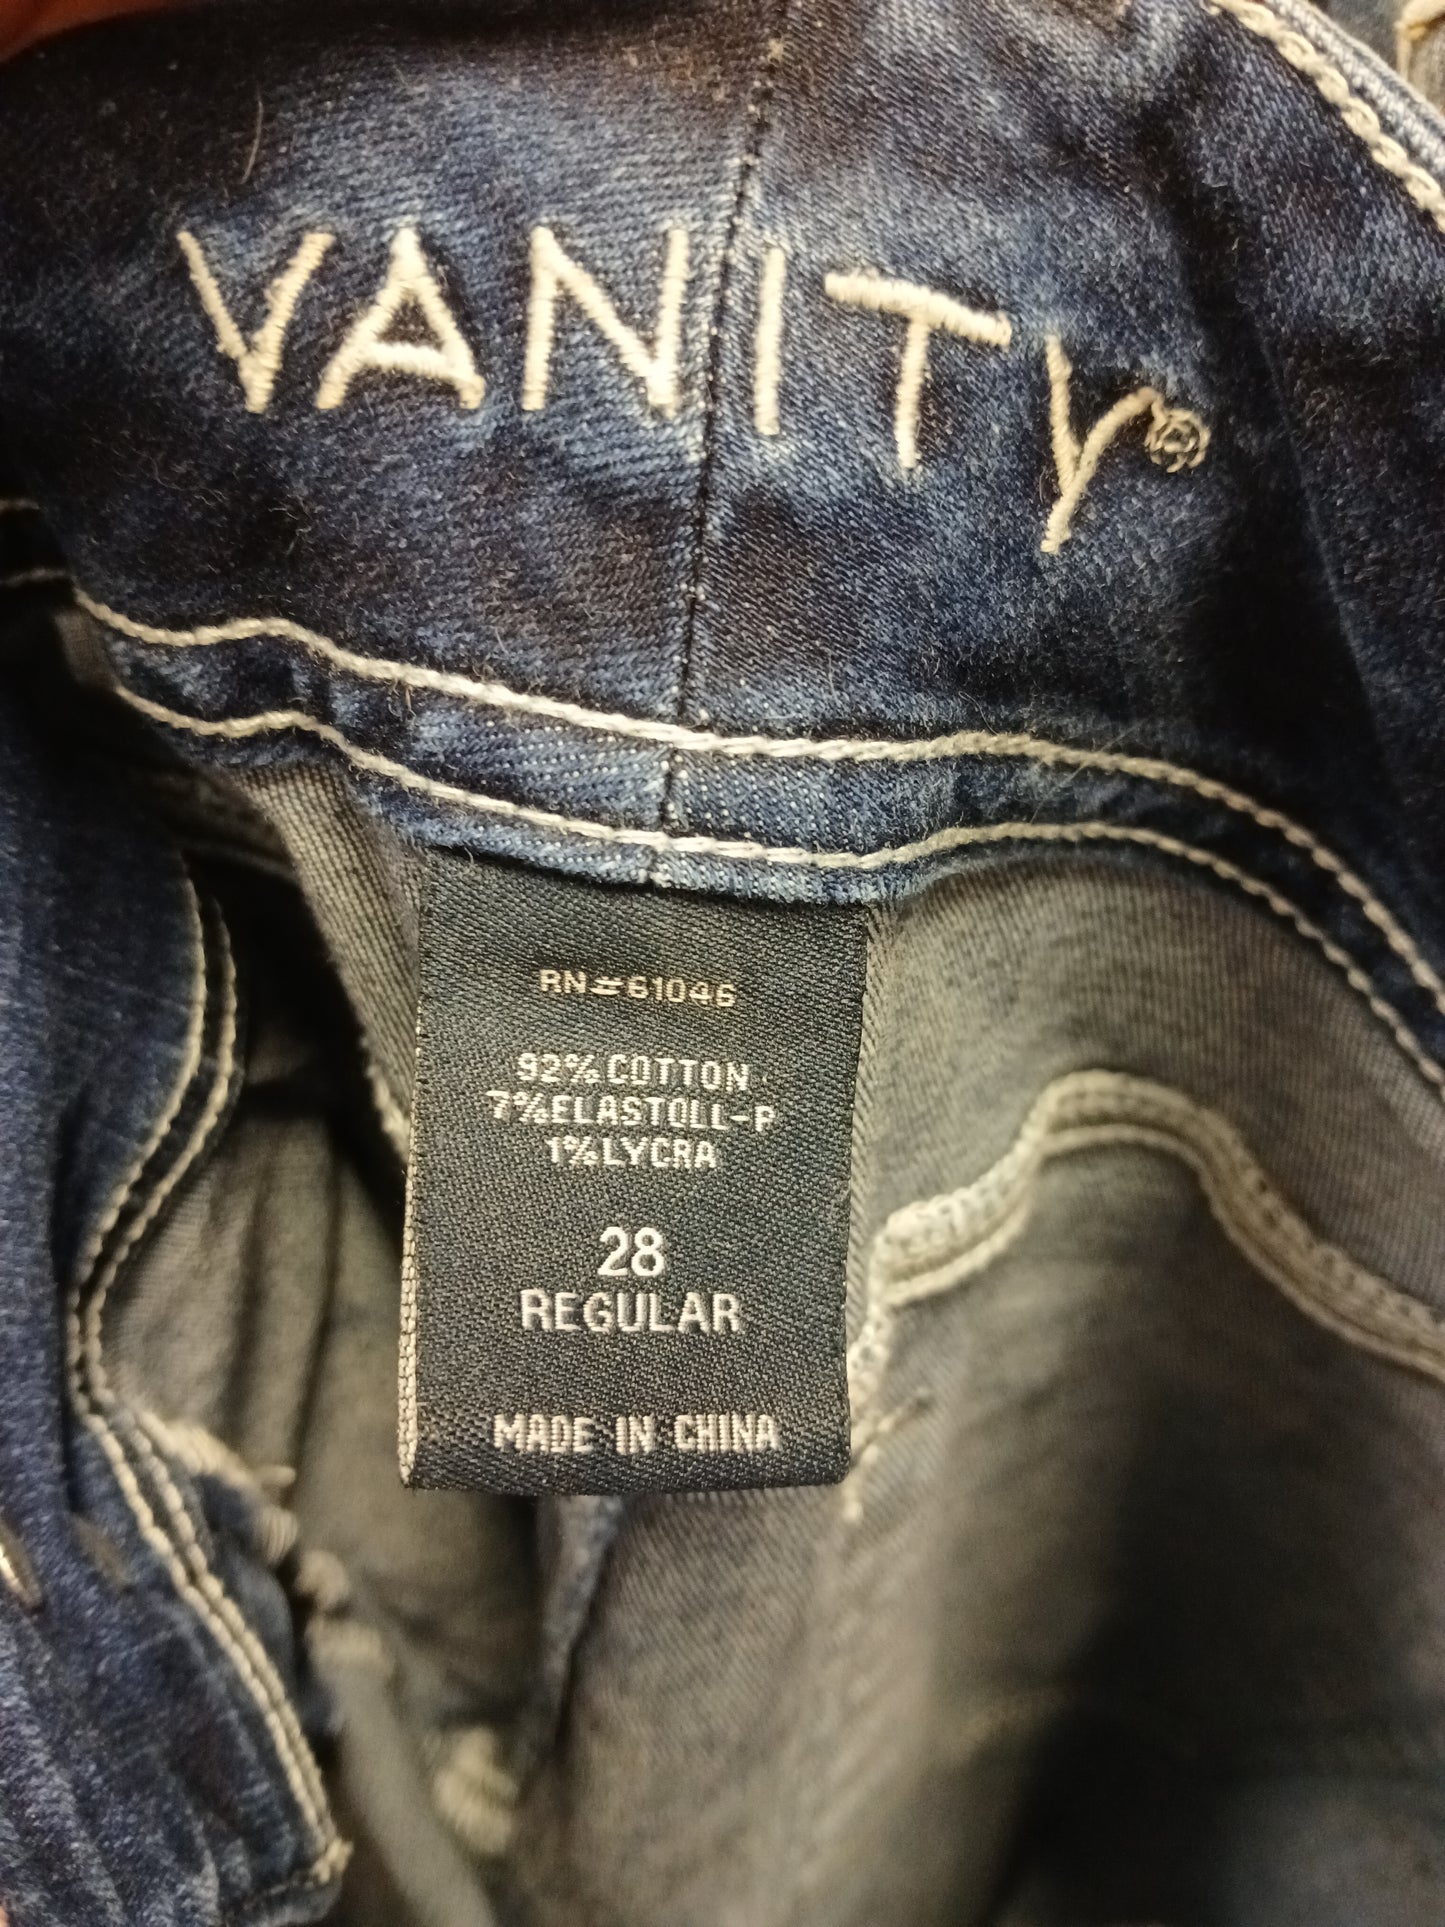 VANITY®
RN#61046
92% COTTON
7% ELASTOLL-P
1% LYCRA
28
REGULAR
MADE IN CHINA